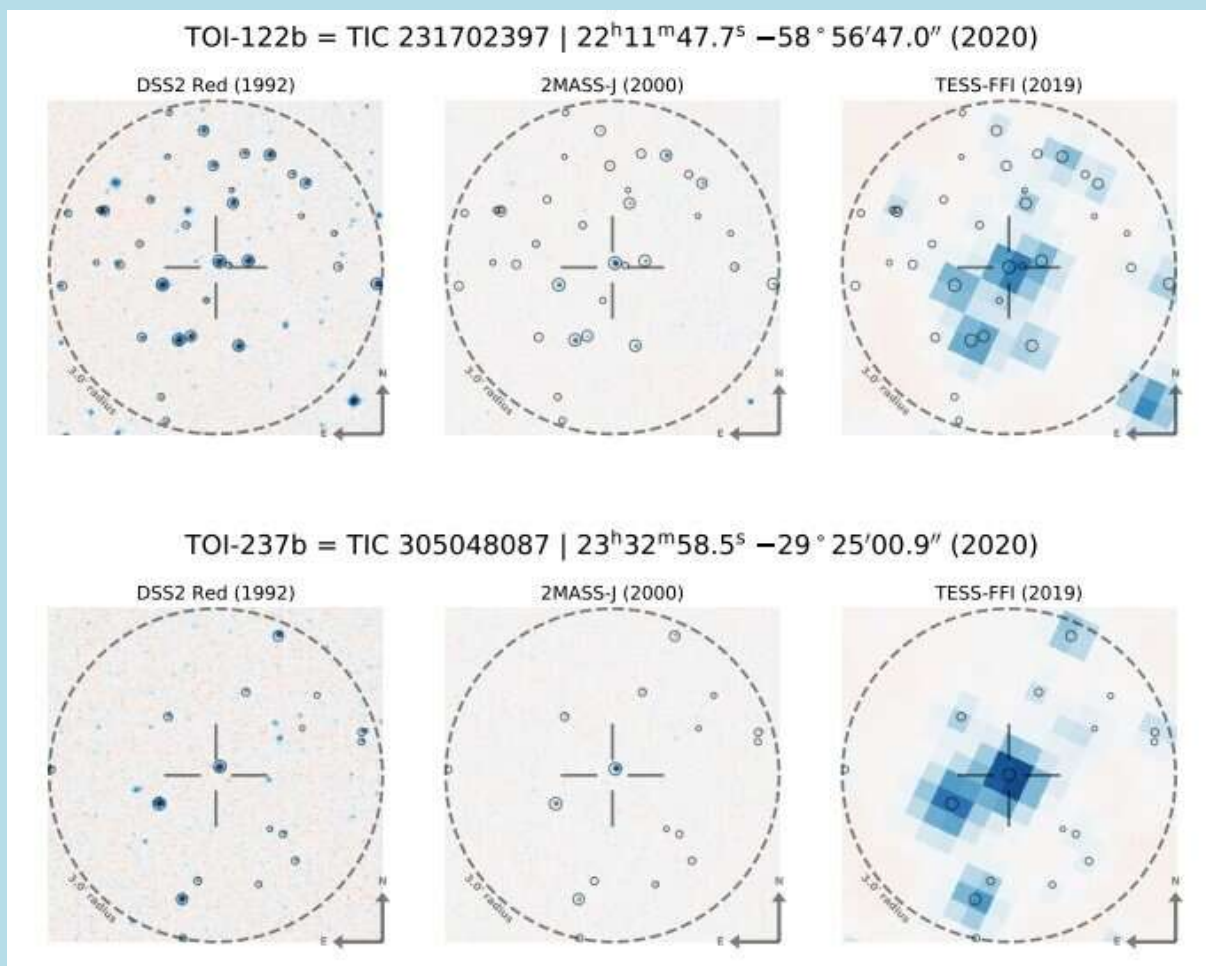 TOI-122b = TIC 231702397 | 22ʰ11ᵐ47.7ˢ −58°56′47.0″ (2020)
DSS2 Red (1992) 2MASS-J (2000) TESS-FFI (2019)
3.0′ radius 3.0′ radius 3.0′ radius
N N N
E E E
TOI-237b = TIC 305048087 | 23ʰ32ᵐ58.5ˢ −29°25′00.9″ (2020)
DSS2 Red (1992) 2MASS-J (2000) TESS-FFI (2019)
3.0′ radius 3.0′ radius 3.0′ radius
N N N
E E E